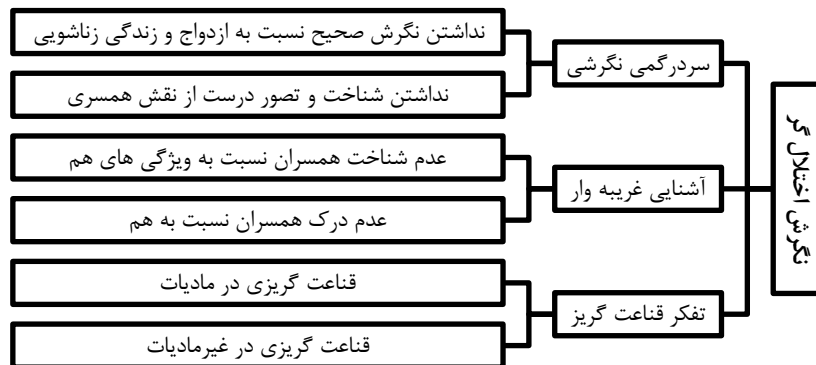 نگرش اختلال گر
سردرگمی نگرشی
نداشتن نگرش صحیح نسبت به ازدواج و زندگی زناشویی
نداشتن شناخت و تصور درست از نقش همسری
آشنایی غریبه وار
عدم شناخت همسران نسبت به ویژگی های هم
عدم درک همسران نسبت به هم
تفکر قناعت گریز
قناعت گریزی در مادیات
قناعت گریزی در غیرمادیات